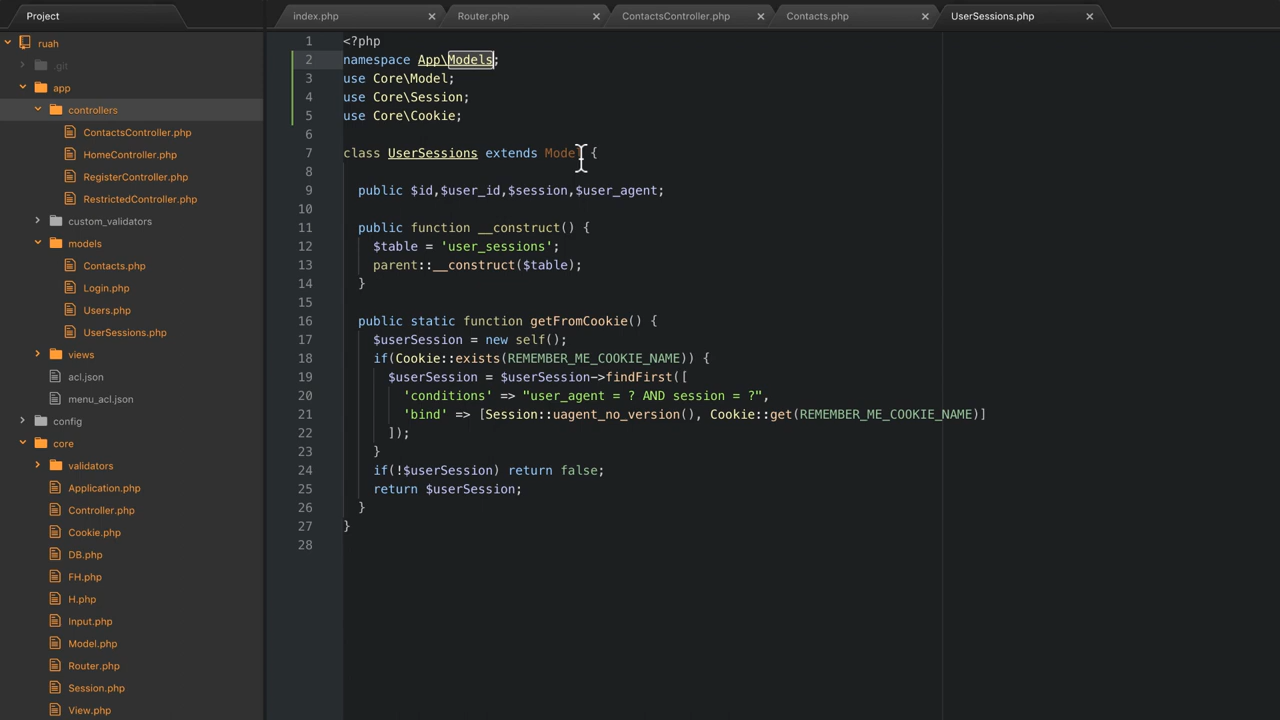 Project
index.php
Router.php
ContactsController.php
Contacts.php
UserSessions.php
ruah
.git
app
controllers
ContactsController.php
HomeController.php
RegisterController.php
RestrictedController.php
custom_validators
models
Contacts.php
Login.php
Users.php
UserSessions.php
views
acl.json
menu_acl.json
config
core
validators
Application.php
Controller.php
Cookie.php
DB.php
FH.php
H.php
Input.php
Model.php
Router.php
Session.php
View.php
1 <?php
2 namespace App\Models;
3 use Core\Model;
4 use Core\Session;
5 use Core\Cookie;
6
7 class UserSessions extends Model {
8
9 public $id,$user_id,$session,$user_agent;
10
11 public function __construct() {
12 $table = 'user_sessions';
13 parent::__construct($table);
14 }
15
16 public static function getFromCookie() {
17 $userSession = new self();
18 if(Cookie::exists(REMEMBER_ME_COOKIE_NAME)) {
19 $userSession = $userSession->findFirst([
20 'conditions' => "user_agent = ? AND session = ?",
21 'bind' => [Session::uagent_no_version(), Cookie::get(REMEMBER_ME_COOKIE_NAME)]
22 ]);
23 }
24 if(!$userSession) return false;
25 return $userSession;
26 }
27 }
28